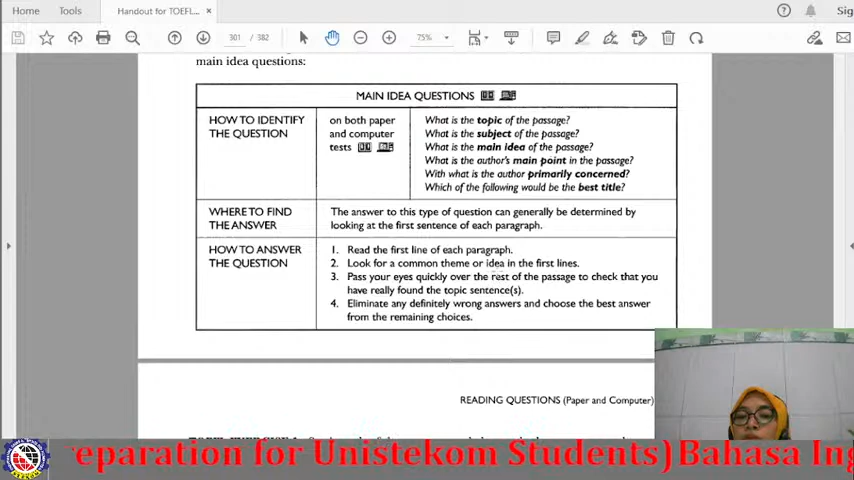 Home
Tools
Handout for TOEFL... ×
Sig
301 / 382
75%
main idea questions:
MAIN IDEA QUESTIONS
HOW TO IDENTIFY
THE QUESTION
on both paper
and computer
tests
What is the topic of the passage?
What is the subject of the passage?
What is the main idea of the passage?
What is the author's main point in the passage?
With what is the author primarily concerned?
Which of the following would be the best title?
WHERE TO FIND
THE ANSWER
The answer to this type of question can generally be determined by
looking at the first sentence of each paragraph.
HOW TO ANSWER
THE QUESTION
1. Read the first line of each paragraph.
2. Look for a common theme or idea in the first lines.
3. Pass your eyes quickly over the rest of the passage to check that you
have really found the topic sentence(s).
4. Eliminate any definitely wrong answers and choose the best answer
from the remaining choices.
READING QUESTIONS (Paper and Computer)
eparation for Unistekom Students) Bahasa Ing